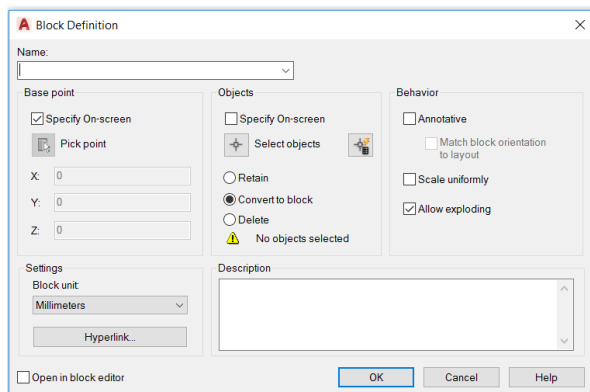 A Block Definition
Name:
Base point
Specify On-screen
Pick point
X: 0
Y: 0
Z: 0
Objects
Specify On-screen
Select objects
Retain
Convert to block
Delete
No objects selected
Behavior
Annotative
Match block orientation
to layout
Scale uniformly
Allow exploding
Settings
Block unit:
Millimeters
Hyperlink...
Description
Open in block editor
OK
Cancel
Help